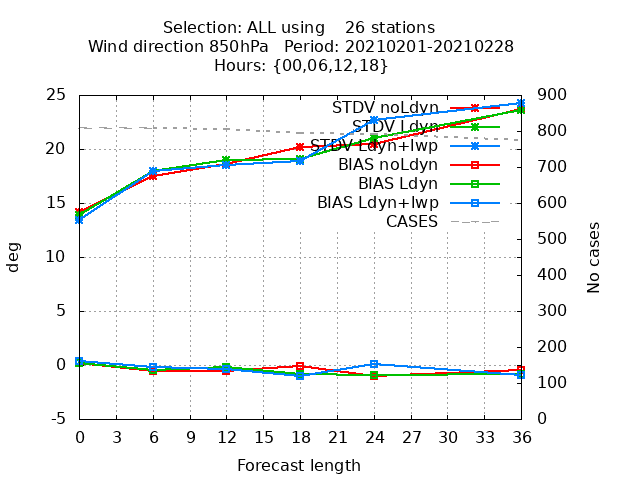 Selection: ALL using 26 stations
Wind direction 850hPa Period: 20210201-20210228
Hours: {00,06,12,18}
25
20
15
10
5
0
-5
deg
900
800
700
600
500
400
300
200
100
0
No cases
STDV noLdyn
STDV Ldyn
STDV Ldyn+lwp
BIAS noLdyn
BIAS Ldyn
BIAS Ldyn+lwp
CASES
0 3 6 9 12 15 18 21 24 27 30 33 36
Forecast length